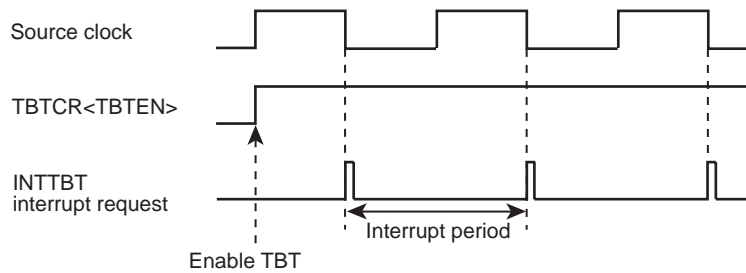 Source clock
TBTCR<TBTEN>
INTTBT
interrupt request
Interrupt period
Enable TBT